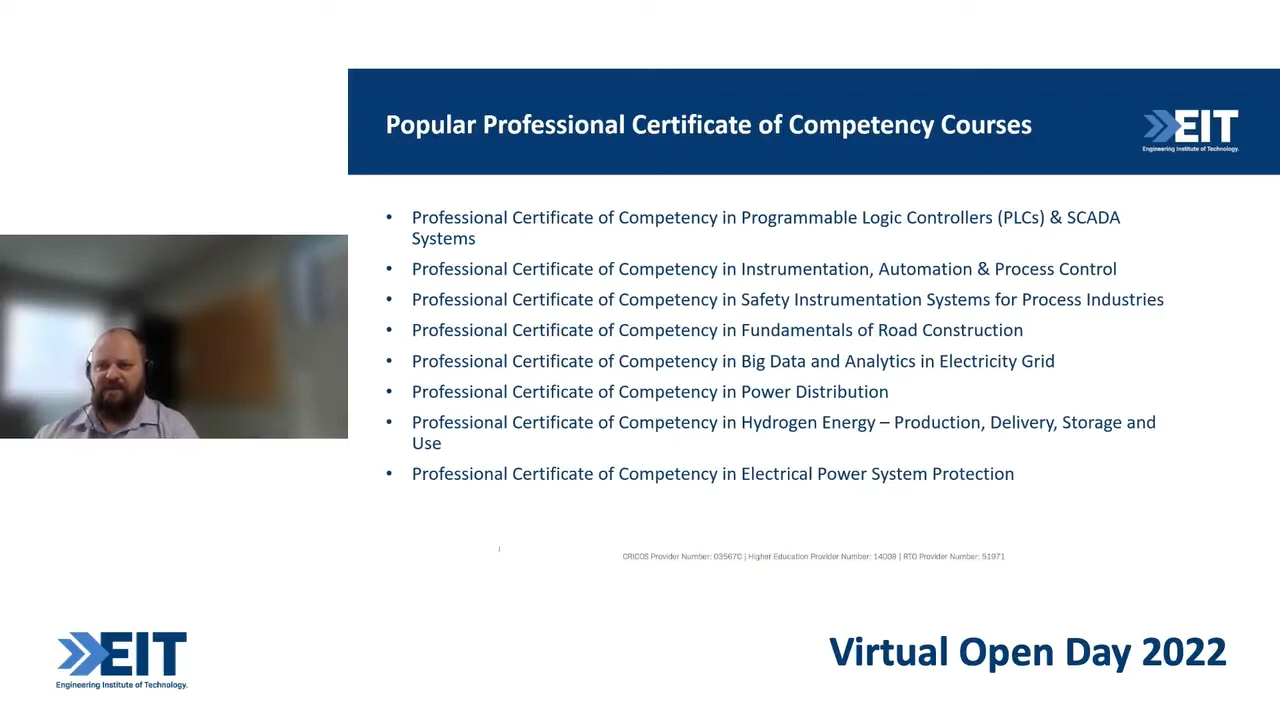 Popular Professional Certificate of Competency Courses
EIT
Engineering Institute of Technology.
• Professional Certificate of Competency in Programmable Logic Controllers (PLCs) & SCADA
Systems
• Professional Certificate of Competency in Instrumentation, Automation & Process Control
• Professional Certificate of Competency in Safety Instrumentation Systems for Process Industries
• Professional Certificate of Competency in Fundamentals of Road Construction
• Professional Certificate of Competency in Big Data and Analytics in Electricity Grid
• Professional Certificate of Competency in Power Distribution
• Professional Certificate of Competency in Hydrogen Energy – Production, Delivery, Storage and
Use
• Professional Certificate of Competency in Electrical Power System Protection
CRICOS Provider Number: 03567C | Higher Education Provider Number: 14008 | RTO Provider Number: 51971
EIT
Engineering Institute of Technology.
Virtual Open Day 2022